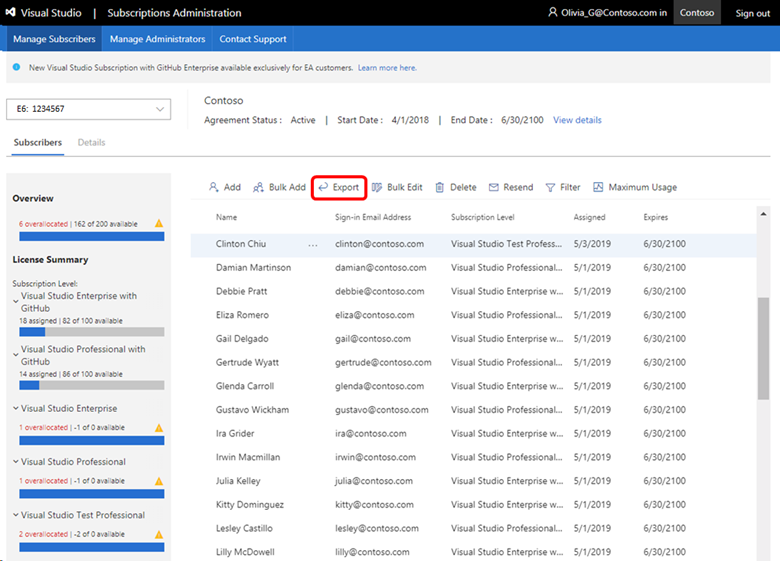 Visual Studio | Subscriptions Administration Olivia_G@Contoso.com in Contoso Sign out
Manage Subscribers Manage Administrators Contact Support
New Visual Studio Subscription with GitHub Enterprise available exclusively for EA customers. Learn more here.
E6: 1234567
Contoso
Agreement Status : Active | Start Date : 4/1/2018 | End Date : 6/30/2100 View details
Subscribers Details
Overview
6 overallocated | 162 of 200 available
License Summary
Subscription Level:
Visual Studio Enterprise with
GitHub
18 assigned | 82 of 100 available
Visual Studio Professional with
GitHub
14 assigned | 86 of 100 available
Visual Studio Enterprise
1 overallocated | -1 of 0 available
Visual Studio Professional
1 overallocated | -1 of 0 available
Visual Studio Test Professional
2 overallocated | -2 of 0 available
Add Bulk Add Export Bulk Edit Delete Resend Filter Maximum Usage
Name Sign-in Email Address Subscription Level Assigned Expires
Clinton Chiu ... clinton@contoso.com Visual Studio Test Profess... 5/3/2019 6/30/2100
Damian Martinson damian@contoso.com Visual Studio Professional... 5/1/2019 6/30/2100
Debbie Pratt debbie@contoso.com Visual Studio Enterprise w... 5/1/2019 6/30/2100
Eliza Romero eliza@contoso.com Visual Studio Professional... 5/1/2019 6/30/2100
Gail Delgado gail@contoso.com Visual Studio Enterprise w... 5/1/2019 6/30/2100
Gertrude Wyatt gertrude@contoso.com Visual Studio Professional... 5/1/2019 6/30/2100
Glenda Carroll glenda@contoso.com Visual Studio Enterprise w... 5/1/2019 6/30/2100
Gustavo Wickham gustavo@contoso.com Visual Studio Professional... 5/1/2019 6/30/2100
Ira Grider ira@contoso.com Visual Studio Enterprise w... 5/1/2019 6/30/2100
Irwin Macmillan irwin@contoso.com Visual Studio Professional... 5/1/2019 6/30/2100
Julia Kelley julia@contoso.com Visual Studio Enterprise w... 5/1/2019 6/30/2100
Kitty Dominguez kitty@contoso.com Visual Studio Professional... 5/1/2019 6/30/2100
Lesley Castillo lesley@contoso.com Visual Studio Professional... 5/1/2019 6/30/2100
Lilly McDowell lilly@contoso.com Visual Studio Enterprise w... 5/1/2019 6/30/2100